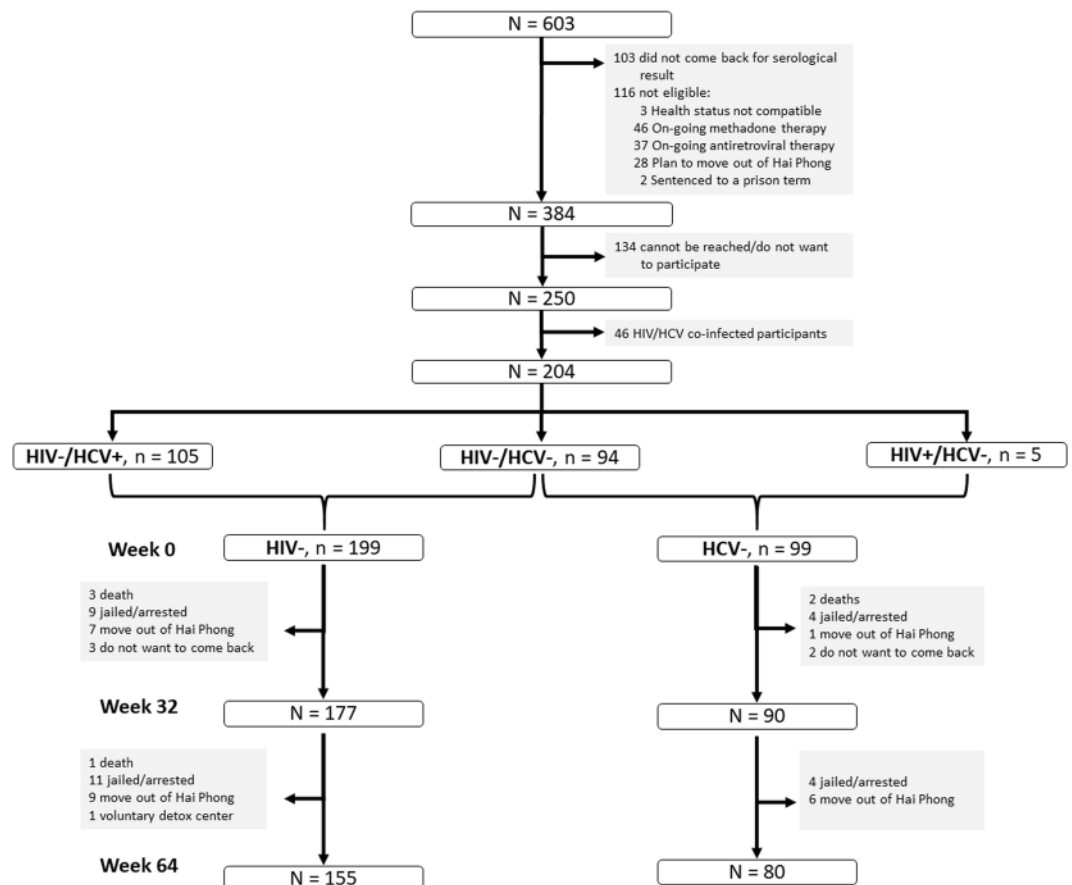 N = 603
103 did not come back for serological
result
116 not eligible:
3 Health status not compatible
46 On-going methadone therapy
37 On-going antiretroviral therapy
28 Plan to move out of Hai Phong
2 Sentenced to a prison term
N = 384
134 cannot be reached/do not want
to participate
N = 250
46 HIV/HCV co-infected participants
N = 204
HIV-/HCV+, n = 105
HIV-/HCV-, n = 94
HIV+/HCV-, n = 5
Week 0
HIV-, n = 199
HCV-, n = 99
3 death
9 jailed/arrested
7 move out of Hai Phong
3 do not want to come back
2 deaths
4 jailed/arrested
1 move out of Hai Phong
2 do not want to come back
Week 32
N = 177
N = 90
1 death
11 jailed/arrested
9 move out of Hai Phong
1 voluntary detox center
4 jailed/arrested
6 move out of Hai Phong
Week 64
N = 155
N = 80